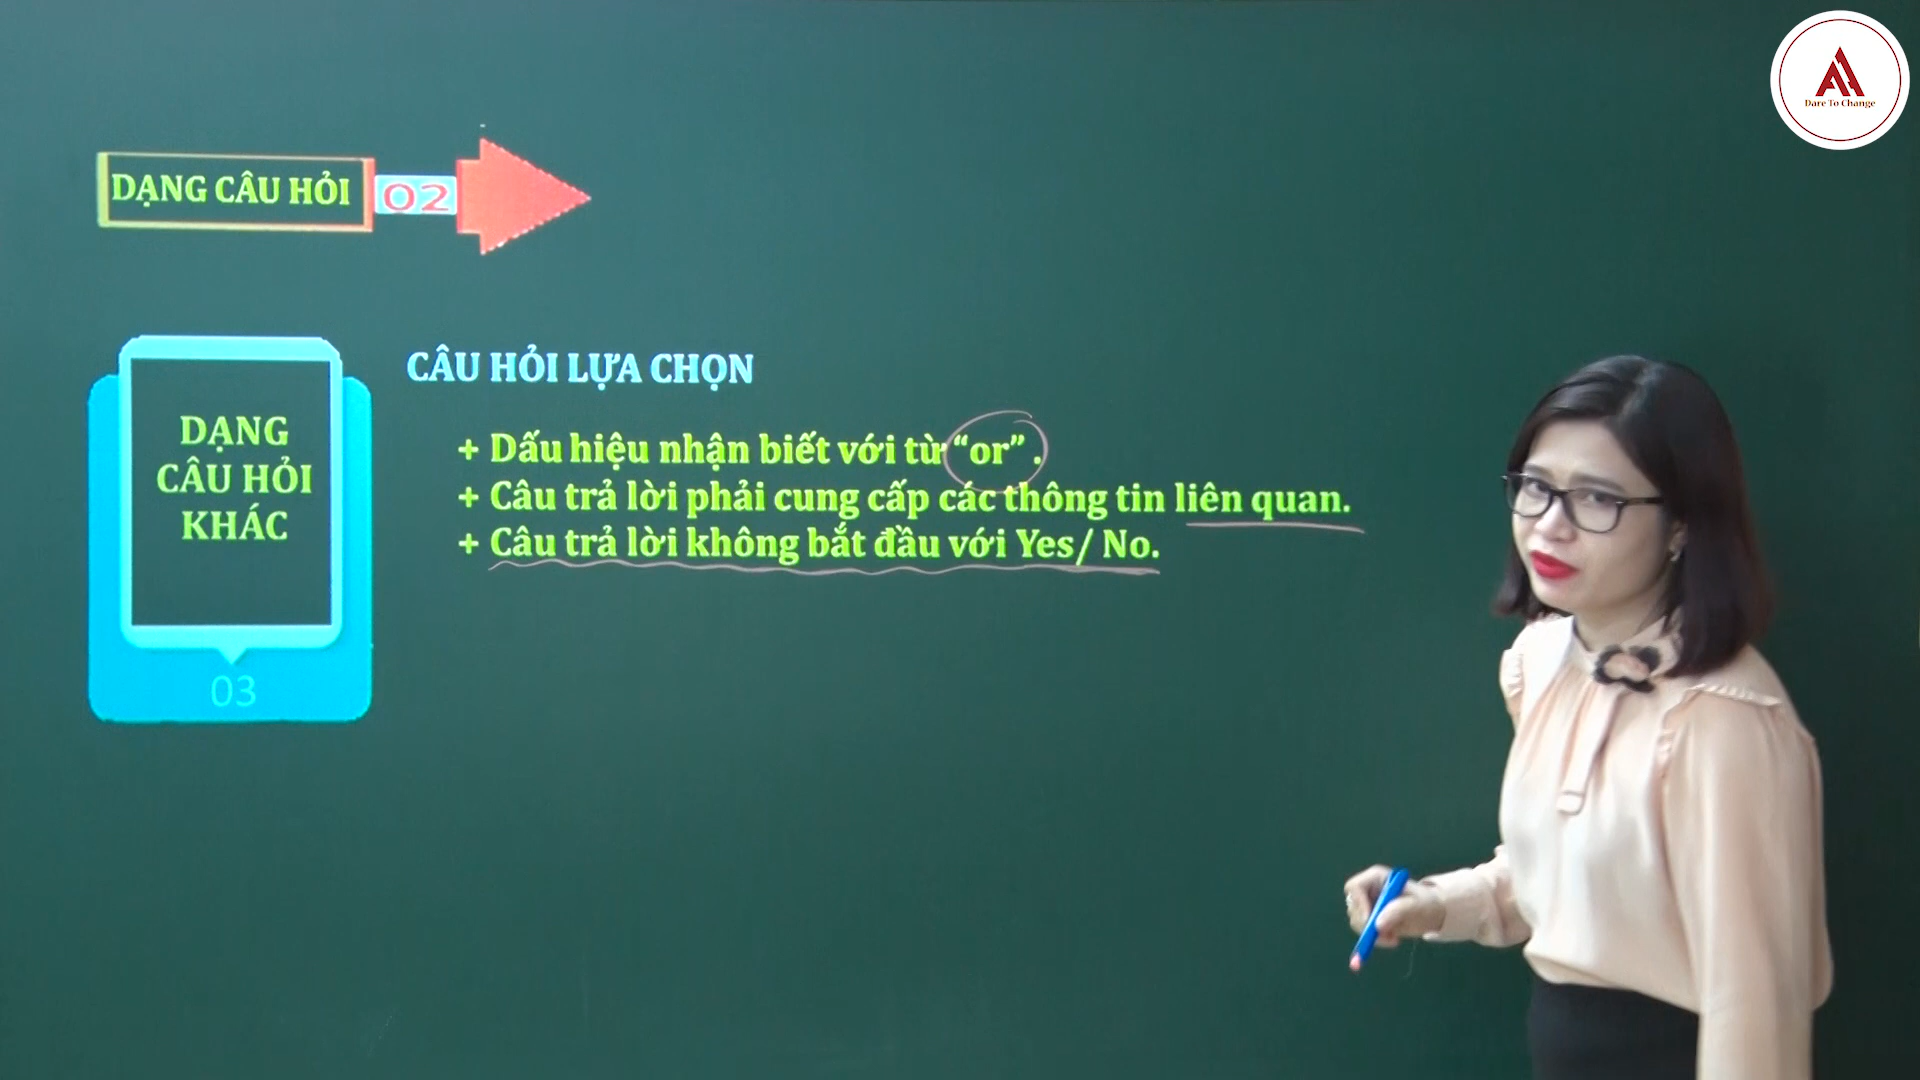 Dare To Change
DẠNG CÂU HỎI 02
CÂU HỎI LỰA CHỌN
DẠNG
CÂU HỎI
KHÁC
03
+ Dấu hiệu nhận biết với từ “or” .
+ Câu trả lời phải cung cấp các thông tin liên quan.
+ Câu trả lời không bắt đầu với Yes/ No.